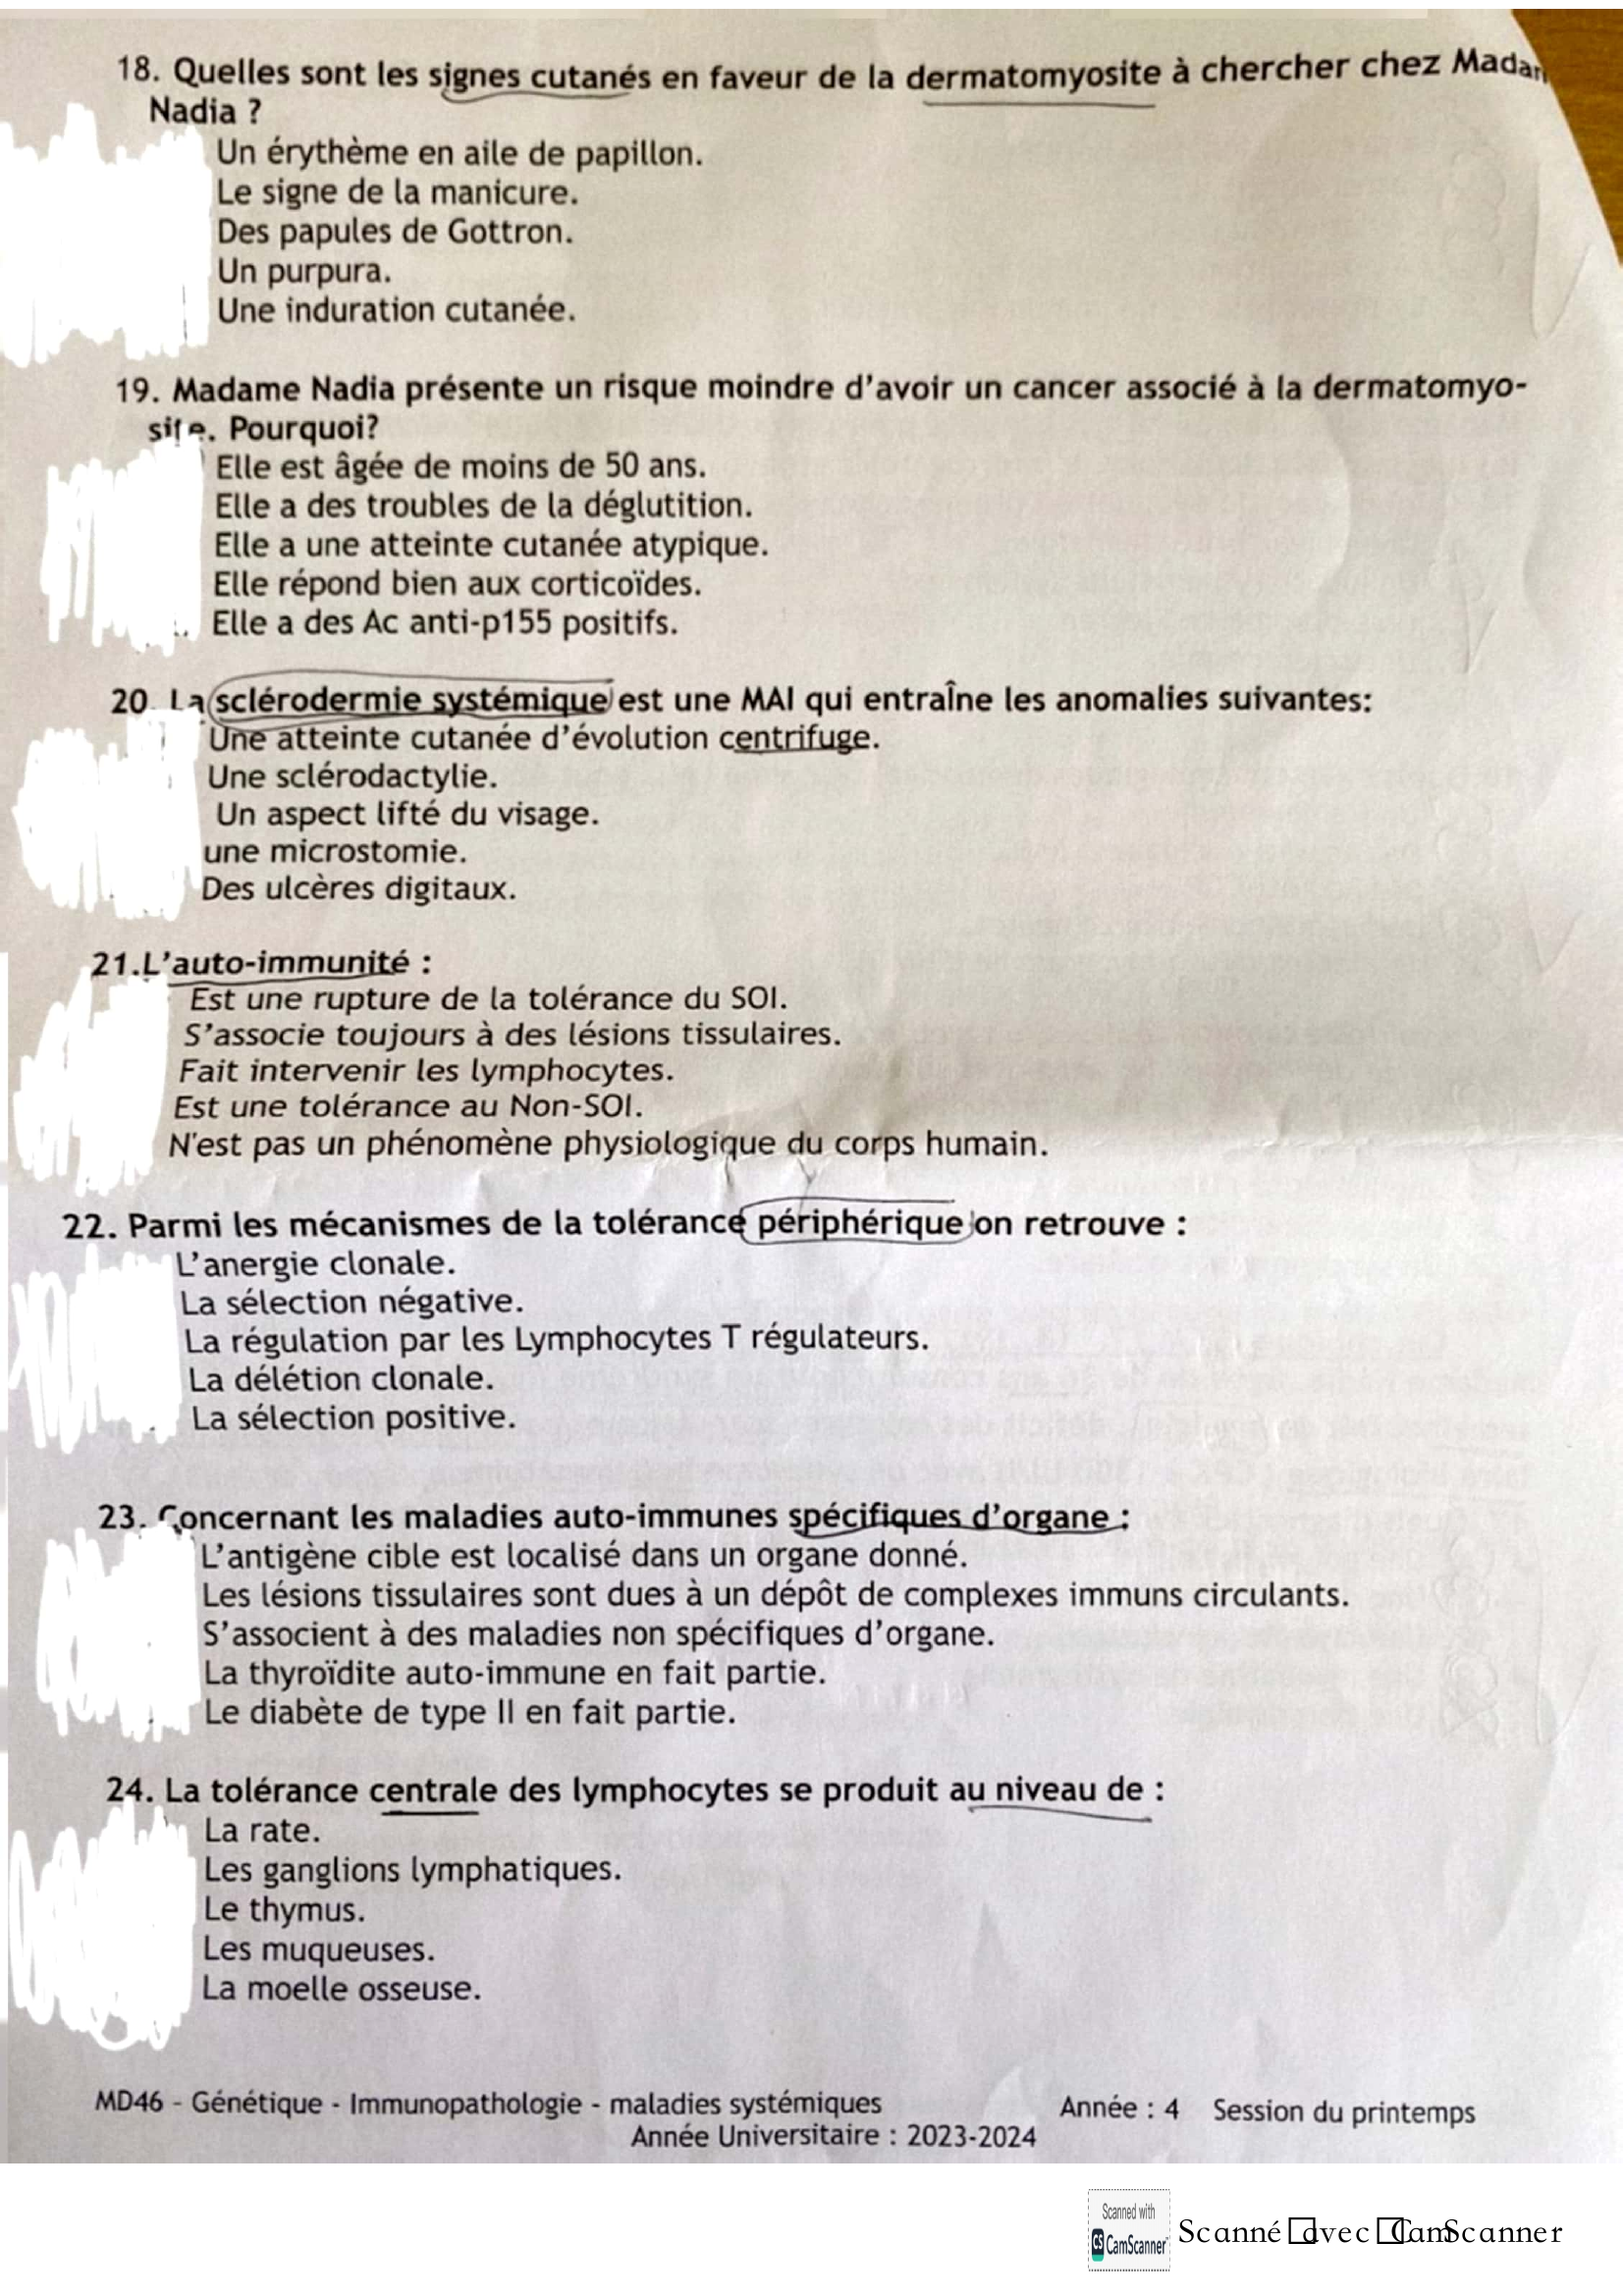 18. Quelles sont les signes cutanés en faveur de la dermatomyosite à chercher chez
Nadia ?
Un érythème en aile de papillon.
Le signe de la manicure.
Des papules de Gottron.
Un purpura.
Une induration cutanée.
19. Madame Nadia présente un risque moindre d'avoir un cancer associé à la dermatomyo-
site. Pourquoi?
Elle est âgée de moins de 50 ans.
Elle a des troubles de la déglutition.
Elle a une atteinte cutanée atypique.
Elle répond bien aux corticoïdes.
Elle a des Ac anti-p155 positifs.
20. La sclérodermie systémique est une MAI qui entraîne les anomalies suivantes:
Une atteinte cutanée d'évolution centrifuge.
Une sclérodactylie.
Un aspect lifté du visage.
une microstomie.
Des ulcères digitaux.
21.L'auto-immunité :
Est une rupture de la tolérance du SOI.
S'associe toujours à des lésions tissulaires.
Fait intervenir les lymphocytes.
Est une tolérance au Non-SOI.
N'est pas un phénomène physiologique du corps humain.
22. Parmi les mécanismes de la tolérance périphérique on retrouve :
L'anergie clonale.
La sélection négative.
La régulation par les Lymphocytes T régulateurs.
La délétion clonale.
La sélection positive.
23. Concernant les maladies auto-immunes spécifiques d'organe :
L'antigène cible est localisé dans un organe donné.
Les lésions tissulaires sont dues à un dépôt de complexes immuns circulants.
S'associent à des maladies non spécifiques d'organe.
La thyroïdite auto-immune en fait partie.
Le diabète de type II en fait partie.
24. La tolérance centrale des lymphocytes se produit au niveau de :
La rate.
Les ganglions lymphatiques.
Le thymus.
Les muqueuses.
La moelle osseuse.
MD46 - Génétique - Immunopathologie - maladies systémiques Année : 4 Session du printemps
Année Universitaire : 2023-2024
Scanned with
CS CamScanner
Scanné avec CamScanner